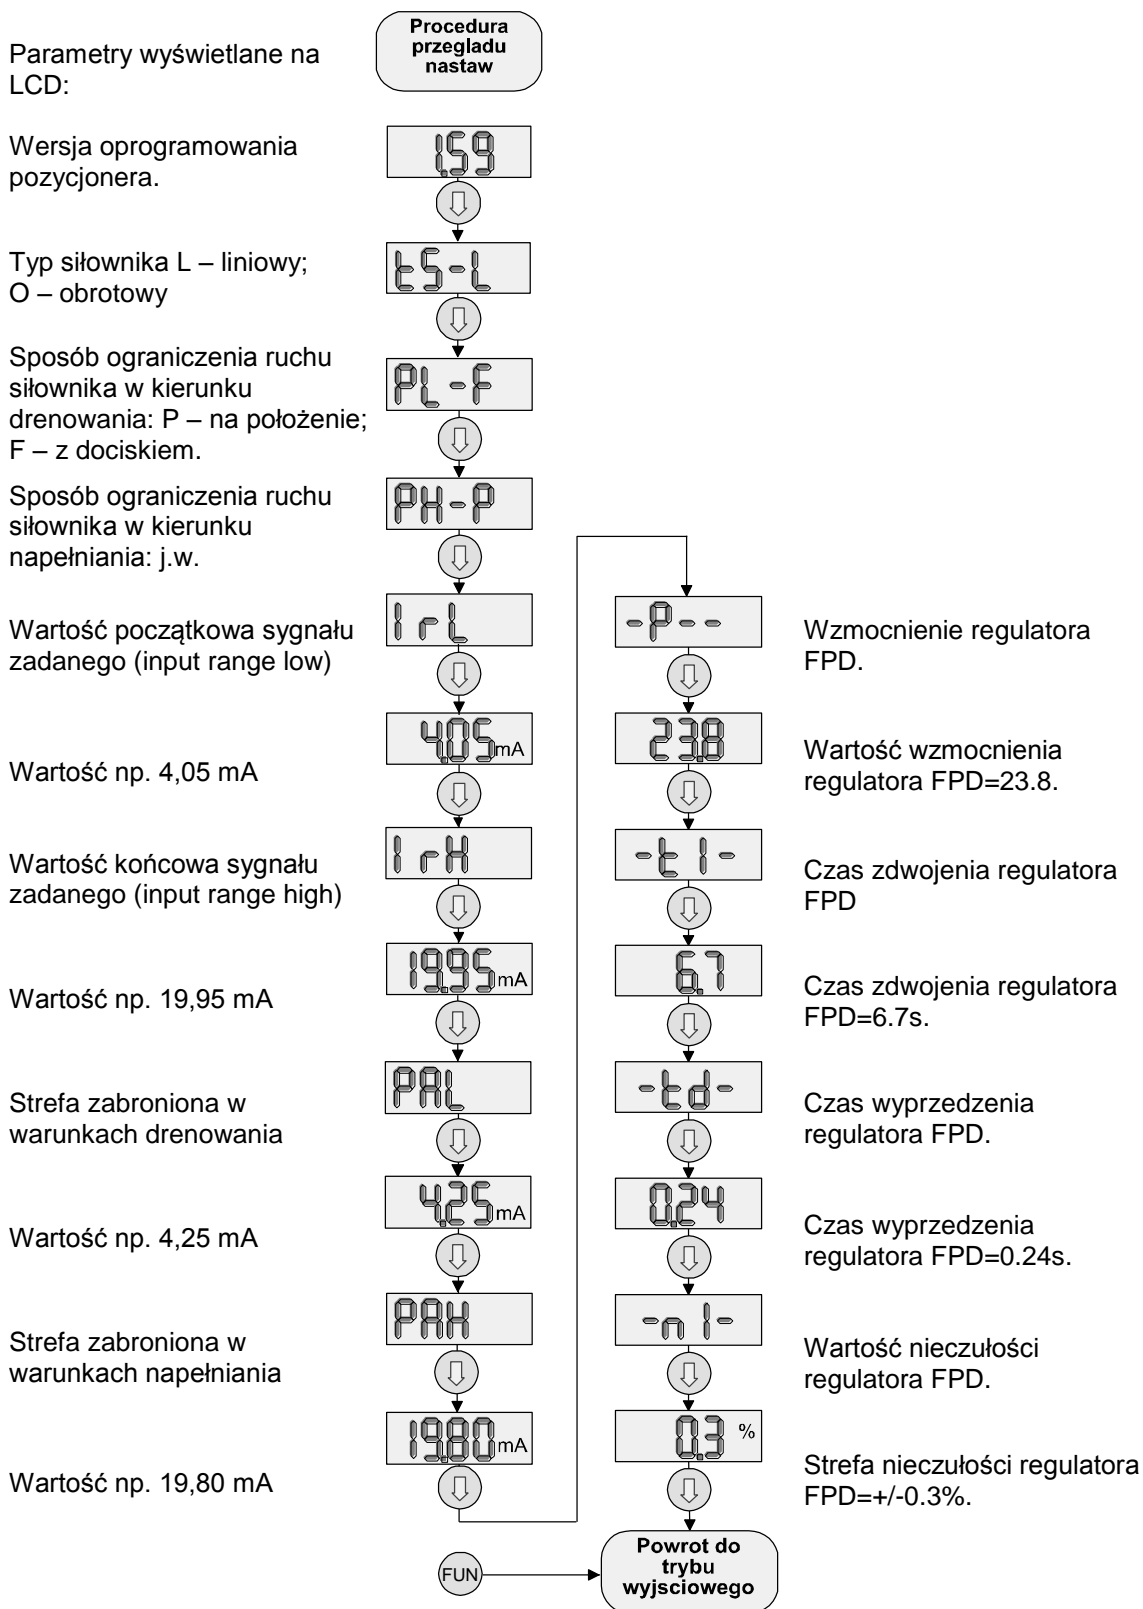 Procedura
przegladu
nastaw
Parametry wyświetlane na
LCD:
Wersja oprogramowania
pozycjonera.
1.59
Typ siłownika L – liniowy;
O – obrotowy
tS-L
Sposób ograniczenia ruchu
siłownika w kierunku
drenowania: P – na położenie;
F – z dociskiem.
PL-F
Sposób ograniczenia ruchu
siłownika w kierunku
napełniania: j.w.
PH-P
Wartość początkowa sygnału
zadanego (input range low)
IrL
Wartość np. 4,05 mA
4.05mA
Wartość końcowa sygnału
zadanego (input range high)
IrH
Wartość np. 19,95 mA
19.95mA
Strefa zabroniona w
warunkach drenowania
PAL
Wartość np. 4,25 mA
4.25mA
Strefa zabroniona w
warunkach napełniania
PAH
Wartość np. 19,80 mA
19.80mA
-P--
Wzmocnienie regulatora
FPD.
23.8
Wartość wzmocnienia
regulatora FPD=23.8.
-tI-
Czas zdwojenia regulatora
FPD
6.7
Czas zdwojenia regulatora
FPD=6.7s.
-td-
Czas wyprzedzenia
regulatora FPD.
0.24
Czas wyprzedzenia
regulatora FPD=0.24s.
-nI-
Wartość nieczułości
regulatora FPD.
0.3 %
Strefa nieczułości regulatora
FPD=+/-0.3%.
FUN
Powrot do
trybu
wyjsciowego